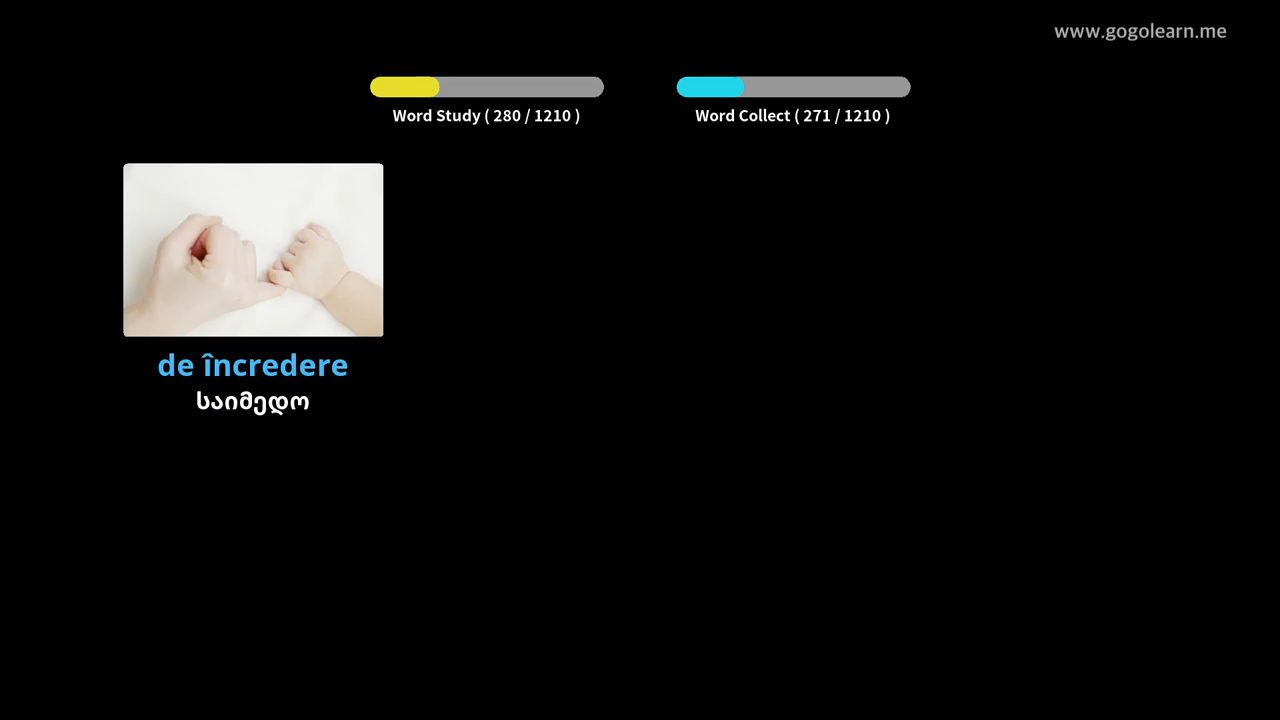 www.gogolearn.me
Word Study ( 280 / 1210 )
Word Collect ( 271 / 1210 )
de încredere
საიმედო